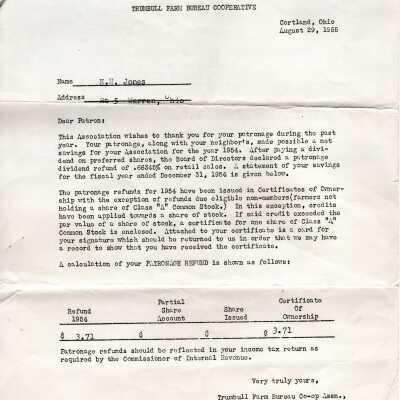 TRUMBULL FARM BUREAU COOPERATIVE
Cortland, Ohio
August 29, 1955
Name H.H. Jones
Address Rt 5 Warren, Ohio
Dear Patron:
This Association wishes to thank you for your patronage during the past
year. Your patronage, along with your neighbor's, made possible a net
savings for your Association for the year 1954. After paying a divi-
dend on preferred shares, the Board of Directors declared a patronage
dividend refund of .66348% on retail sales. A statement of your savings
for the fiscal year ended December 31, 1954 is given below.
The patronage refunds for 1954 have been issued in Certificates of Owner-
ship with the exception of refunds due eligible non-members(farmers not
holding a share of Class "A" Common Stock.) In this exception, credits
have been applied towards a share of stock. If said credit exceeded the
par value of a share of stock, a certificate for one share of Class "A"
Common Stock is enclosed. Attached to your certificate is a card for
your signature which should be returned to us in order that we may have
a record to show that you have received the certificate.
A calculation of your PATRONAGE REFUND is shown as follows:
Refund 1954
Partial Share Account
Share Issued
Certificate Of Ownership
$ 3.71 $ $ $ 3.71
Patronage refunds should be reflected in your income tax return as
required by the Commissioner of Internal Revenue.
Very truly yours,
Trumbull Farm Bureau Co-op Assn.,